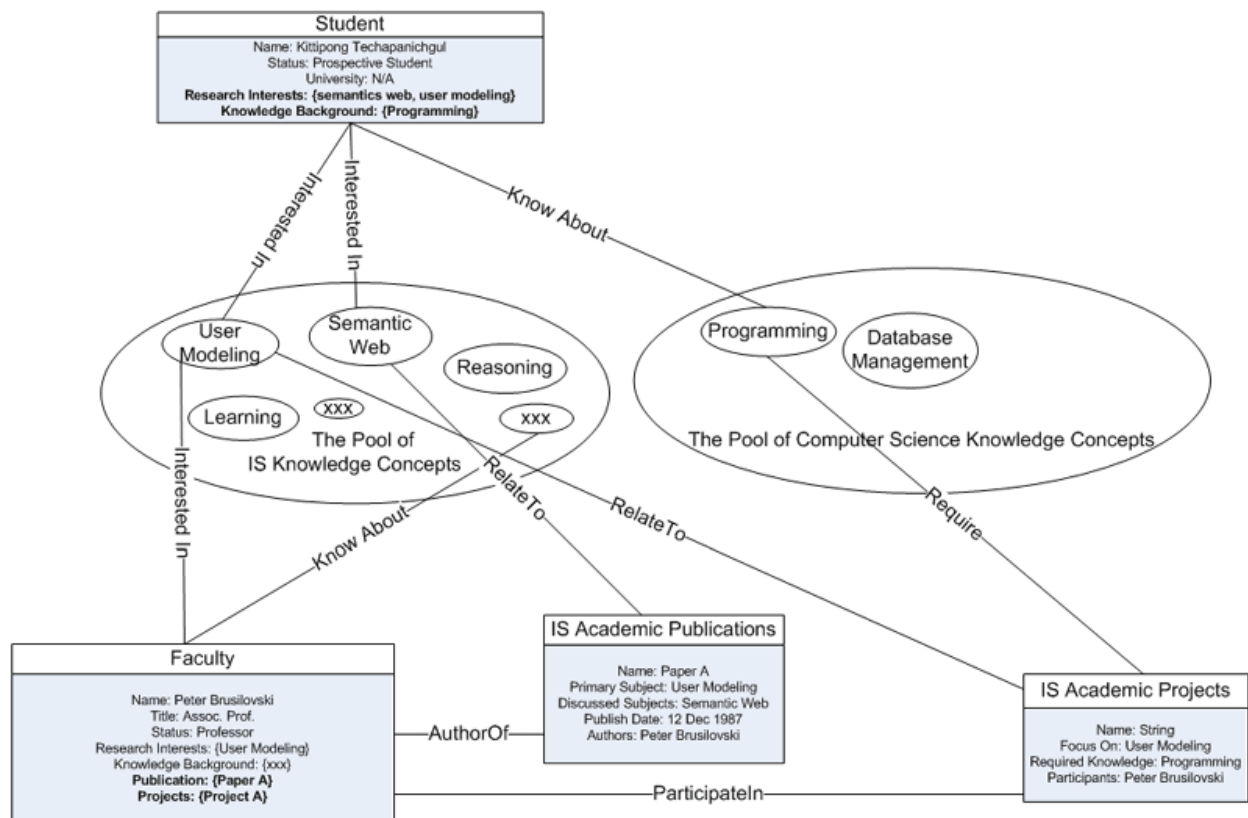 Student
Name: Kittipong Techapanichgul
Status: Prospective Student
University: N/A
Research Interests: {semantics web, user modeling}
Knowledge Background: {Programming}
Interested In
Interested In
Know About
User
Modeling
Semantic
Web
Reasoning
Learning
xxx
xxx
The Pool of
IS Knowledge Concepts
Programming
Database
Management
The Pool of Computer Science Knowledge Concepts
Interested In
Know About
RelateTo
RelateTo
Require
Faculty
Name: Peter Brusilovski
Title: Assoc. Prof.
Status: Professor
Research Interests: {User Modeling}
Knowledge Background: {xxx}
Publication: {Paper A}
Projects: {Project A}
AuthorOf
IS Academic Publications
Name: Paper A
Primary Subject: User Modeling
Discussed Subjects: Semantic Web
Publish Date: 12 Dec 1987
Authors: Peter Brusilovski
ParticipateIn
IS Academic Projects
Name: String
Focus On: User Modeling
Required Knowledge: Programming
Participants: Peter Brusilovski